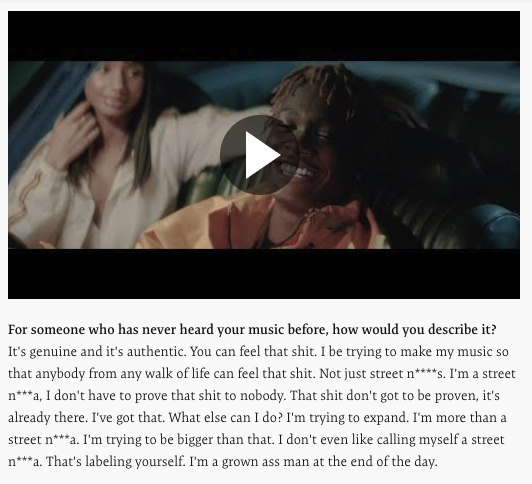 For someone who has never heard your music before, how would you describe it?
It's genuine and it's authentic. You can feel that shit. I be trying to make my music so
that anybody from any walk of life can feel that shit. Not just street n****s. I'm a street
n***a, I don't have to prove that shit to nobody. That shit don't got to be proven, it's
already there. I've got that. What else can I do? I'm trying to expand. I'm more than a
street n***a. I'm trying to be bigger than that. I don't even like calling myself a street
n***a. That's labeling yourself. I'm a grown ass man at the end of the day.